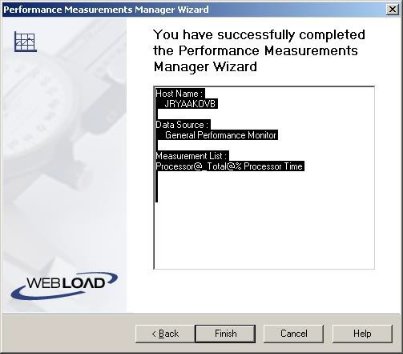 Performance Measurements Manager Wizard
You have successfully completed
the Performance Measurements
Manager Wizard
Host Name :
JRYAAKOVB
Data Source :
General Performance Monitor
Measurement List :
Processor@_Total@% Processor Time
WEBLOAD
< Back
Finish
Cancel
Help